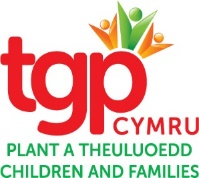 tgp
CYMRU
PLANT A THEULUOEDD
CHILDREN AND FAMILIES